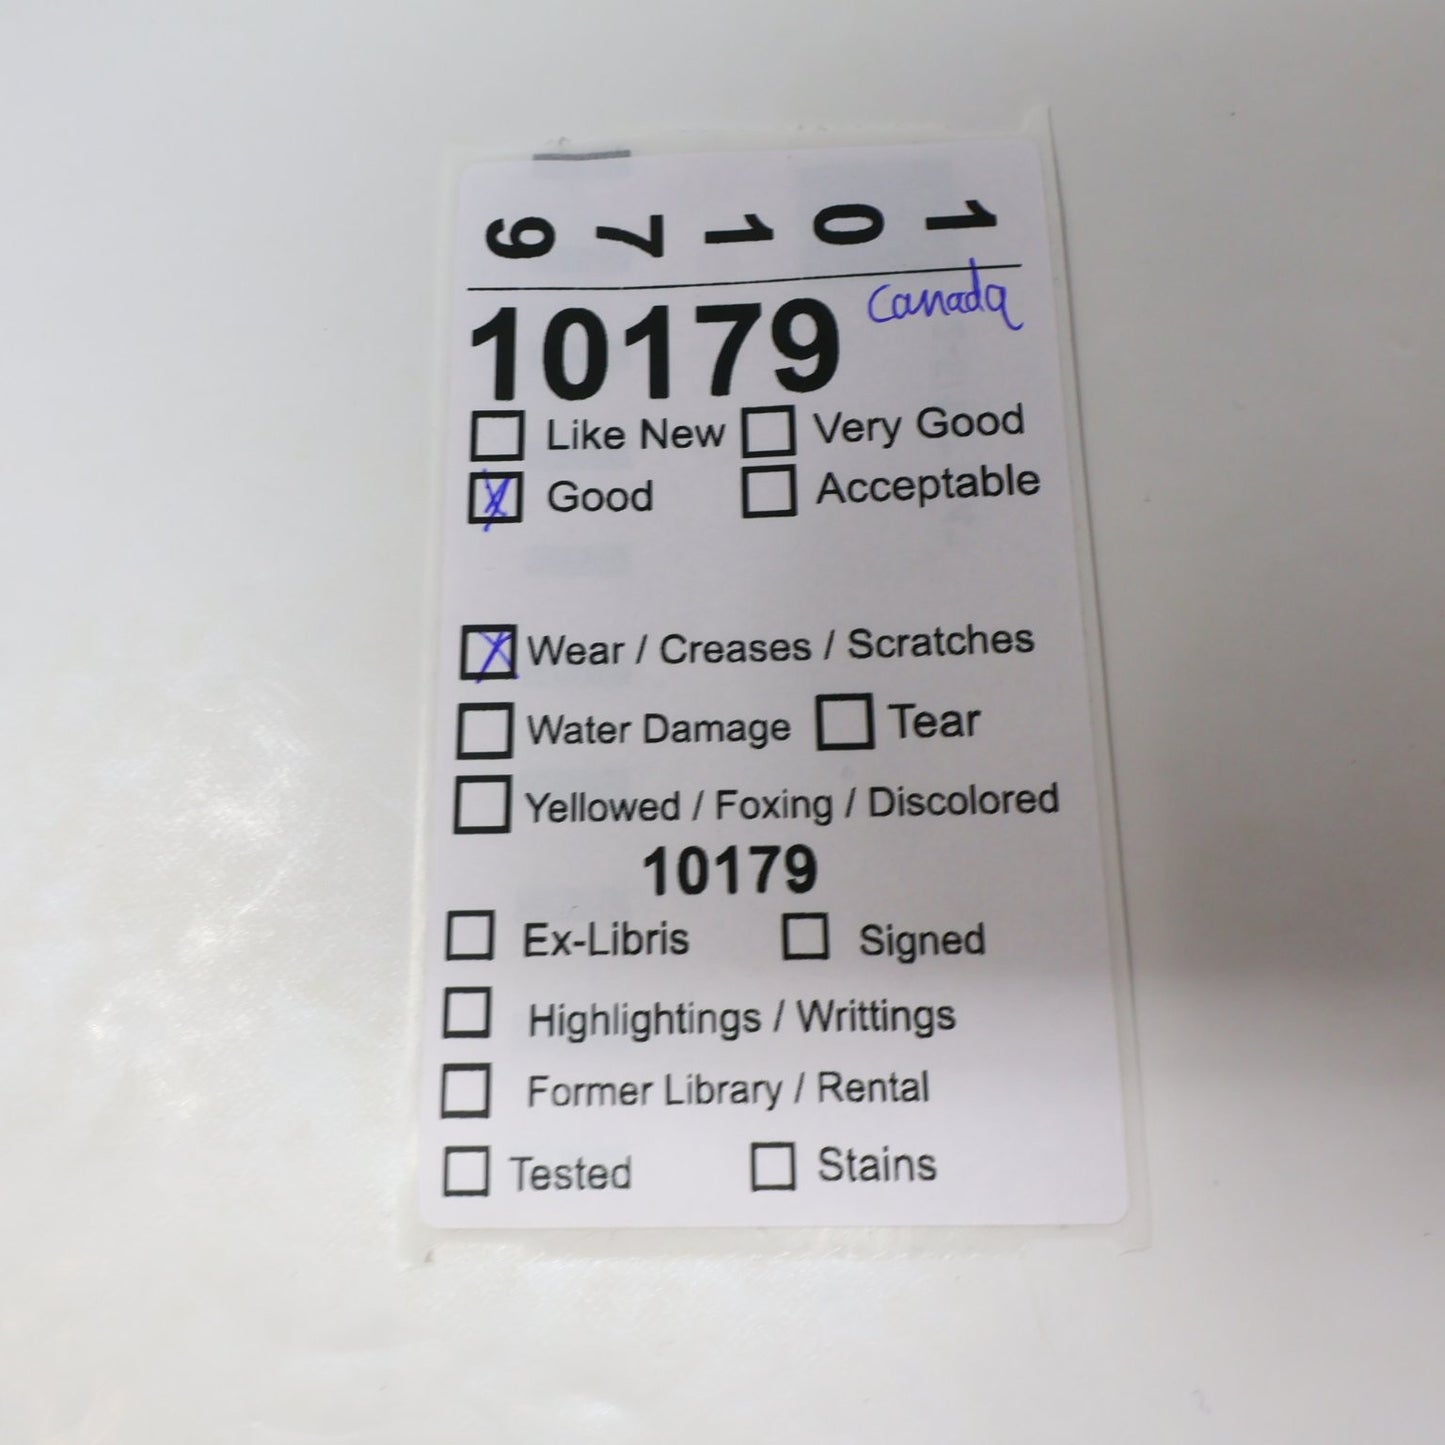 10179
10179 Canada
Like New Very Good
Good Acceptable
Wear / Creases / Scratches
Water Damage Tear
Yellowed / Foxing / Discolored
10179
Ex-Libris Signed
Highlightings / Writtings
Former Library / Rental
Tested Stains